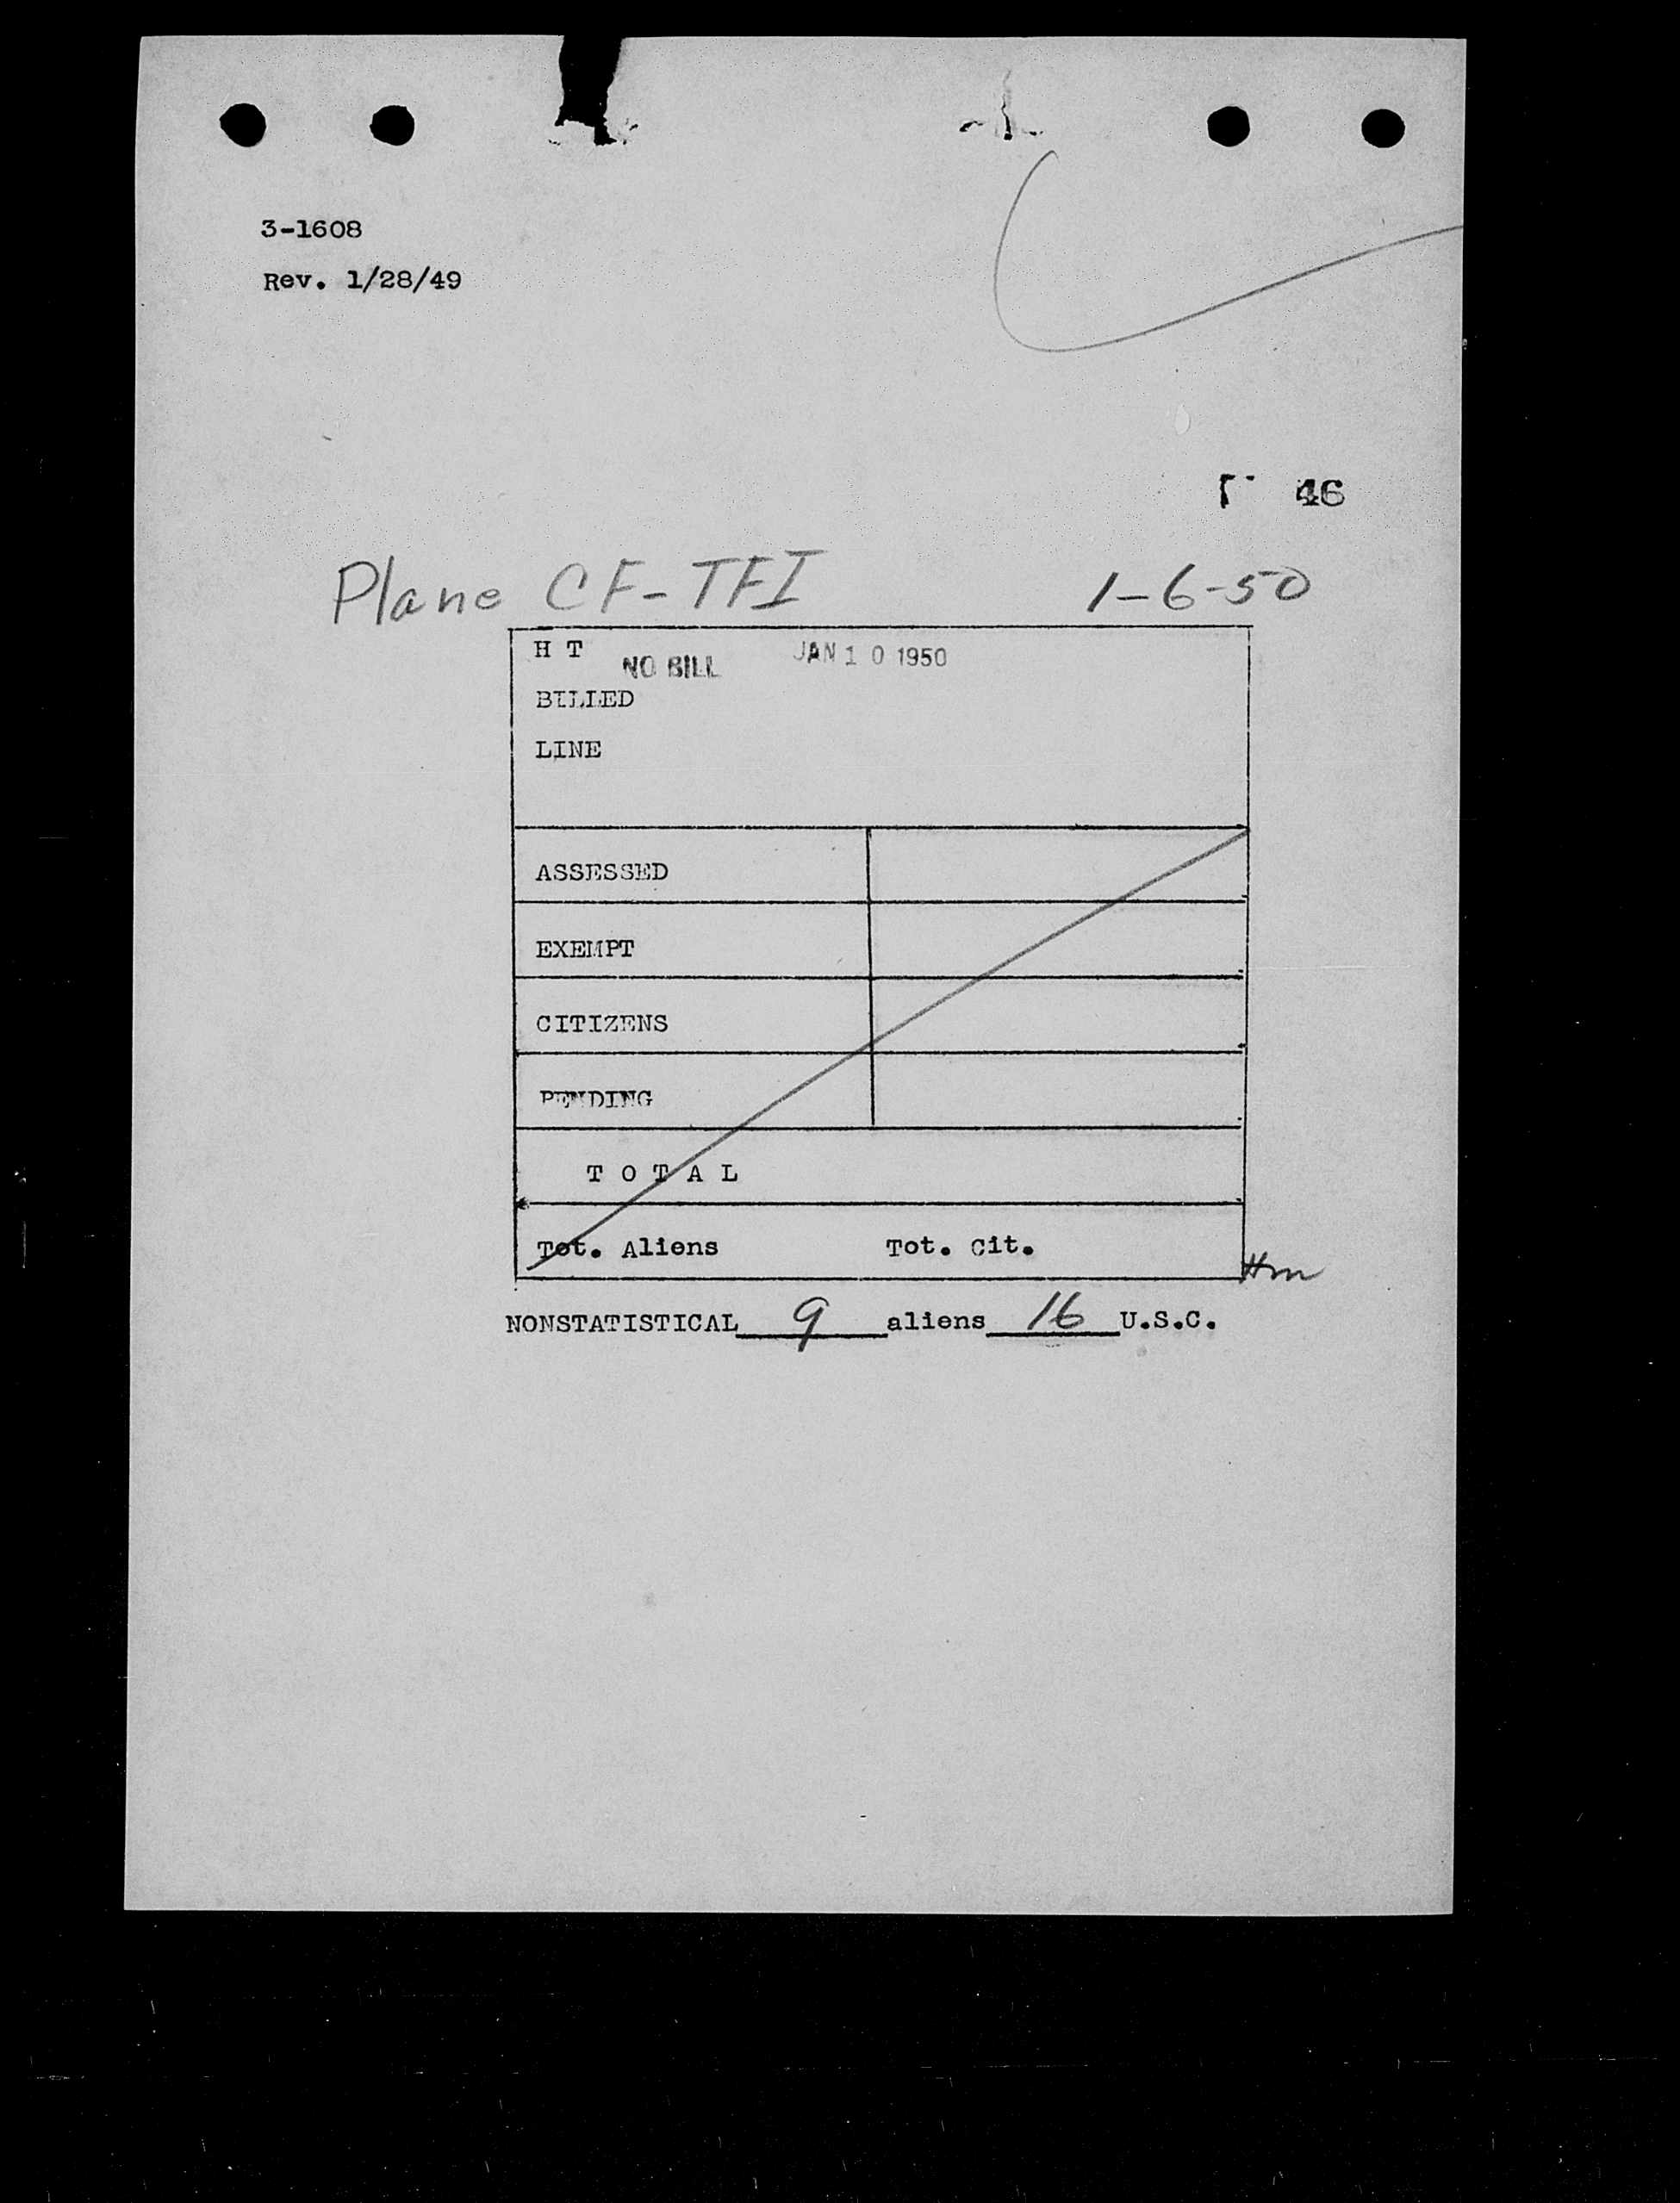 3-1608
Rev. 1/28/49
46
Plane CF-TFI 1-6-50
H T NO BILL JAN 10 1950
BILLED
LINE
ASSESSED
EXEMPT
CITIZENS
PENDING
T O T A L
Tot. Aliens Tot. Cit.
Hm
NONSTATISTICAL 9 aliens 16 U.S.C.